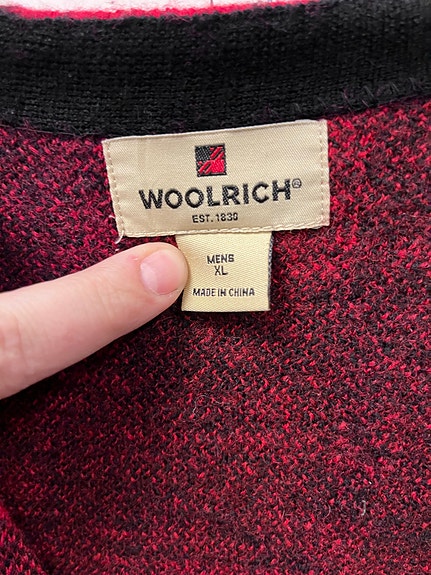 WOOLRICH®
EST. 1830
MENS
XL
MADE IN CHINA